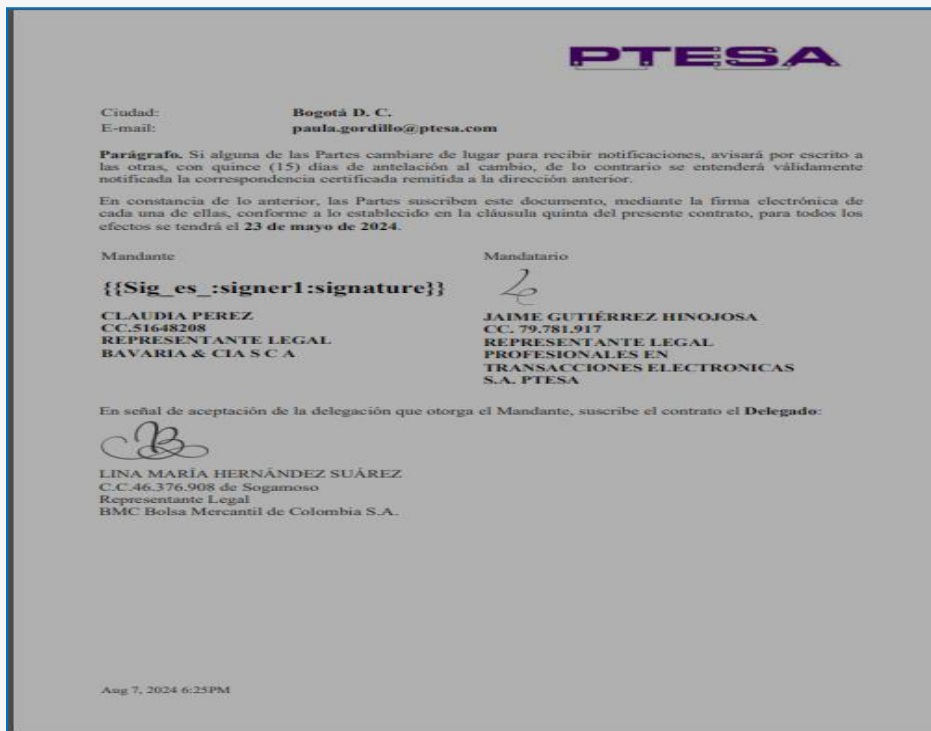 PTESA
Ciudad: Bogotá D. C.
E-mail: paula.gordillo@ptesa.com
Parágrafo. Si alguna de las Partes cambiare de lugar para recibir notificaciones, avisará por escrito a
las otras, con quince (15) días de antelación al cambio, de lo contrario se entenderá válidamente
notificada la correspondencia certificada remitida a la dirección anterior.
En constancia de lo anterior, las Partes suscriben este documento, mediante la firma electrónica de
cada una de ellas, conforme a lo establecido en la cláusula quinta del presente contrato, para todos los
efectos se tendrá el 23 de mayo de 2024.
Mandante
{{Sig_es_:signer1:signature}}
CLAUDIA PEREZ
CC.51648208
REPRESENTANTE LEGAL
BAVARIA & CIA S C A
Mandatario
JAIME GUTIÉRREZ HINOJOSA
CC. 79.781.917
REPRESENTANTE LEGAL
PROFESIONALES EN
TRANSACCIONES ELECTRONICAS
S.A. PTESA
En señal de aceptación de la delegación que otorga el Mandante, suscribe el contrato el Delegado:
LINA MARÍA HERNÁNDEZ SUÁREZ
C.C.46.376.908 de Sogamoso
Representante Legal
BMC Bolsa Mercantil de Colombia S.A.
Aug 7, 2024 6:25PM